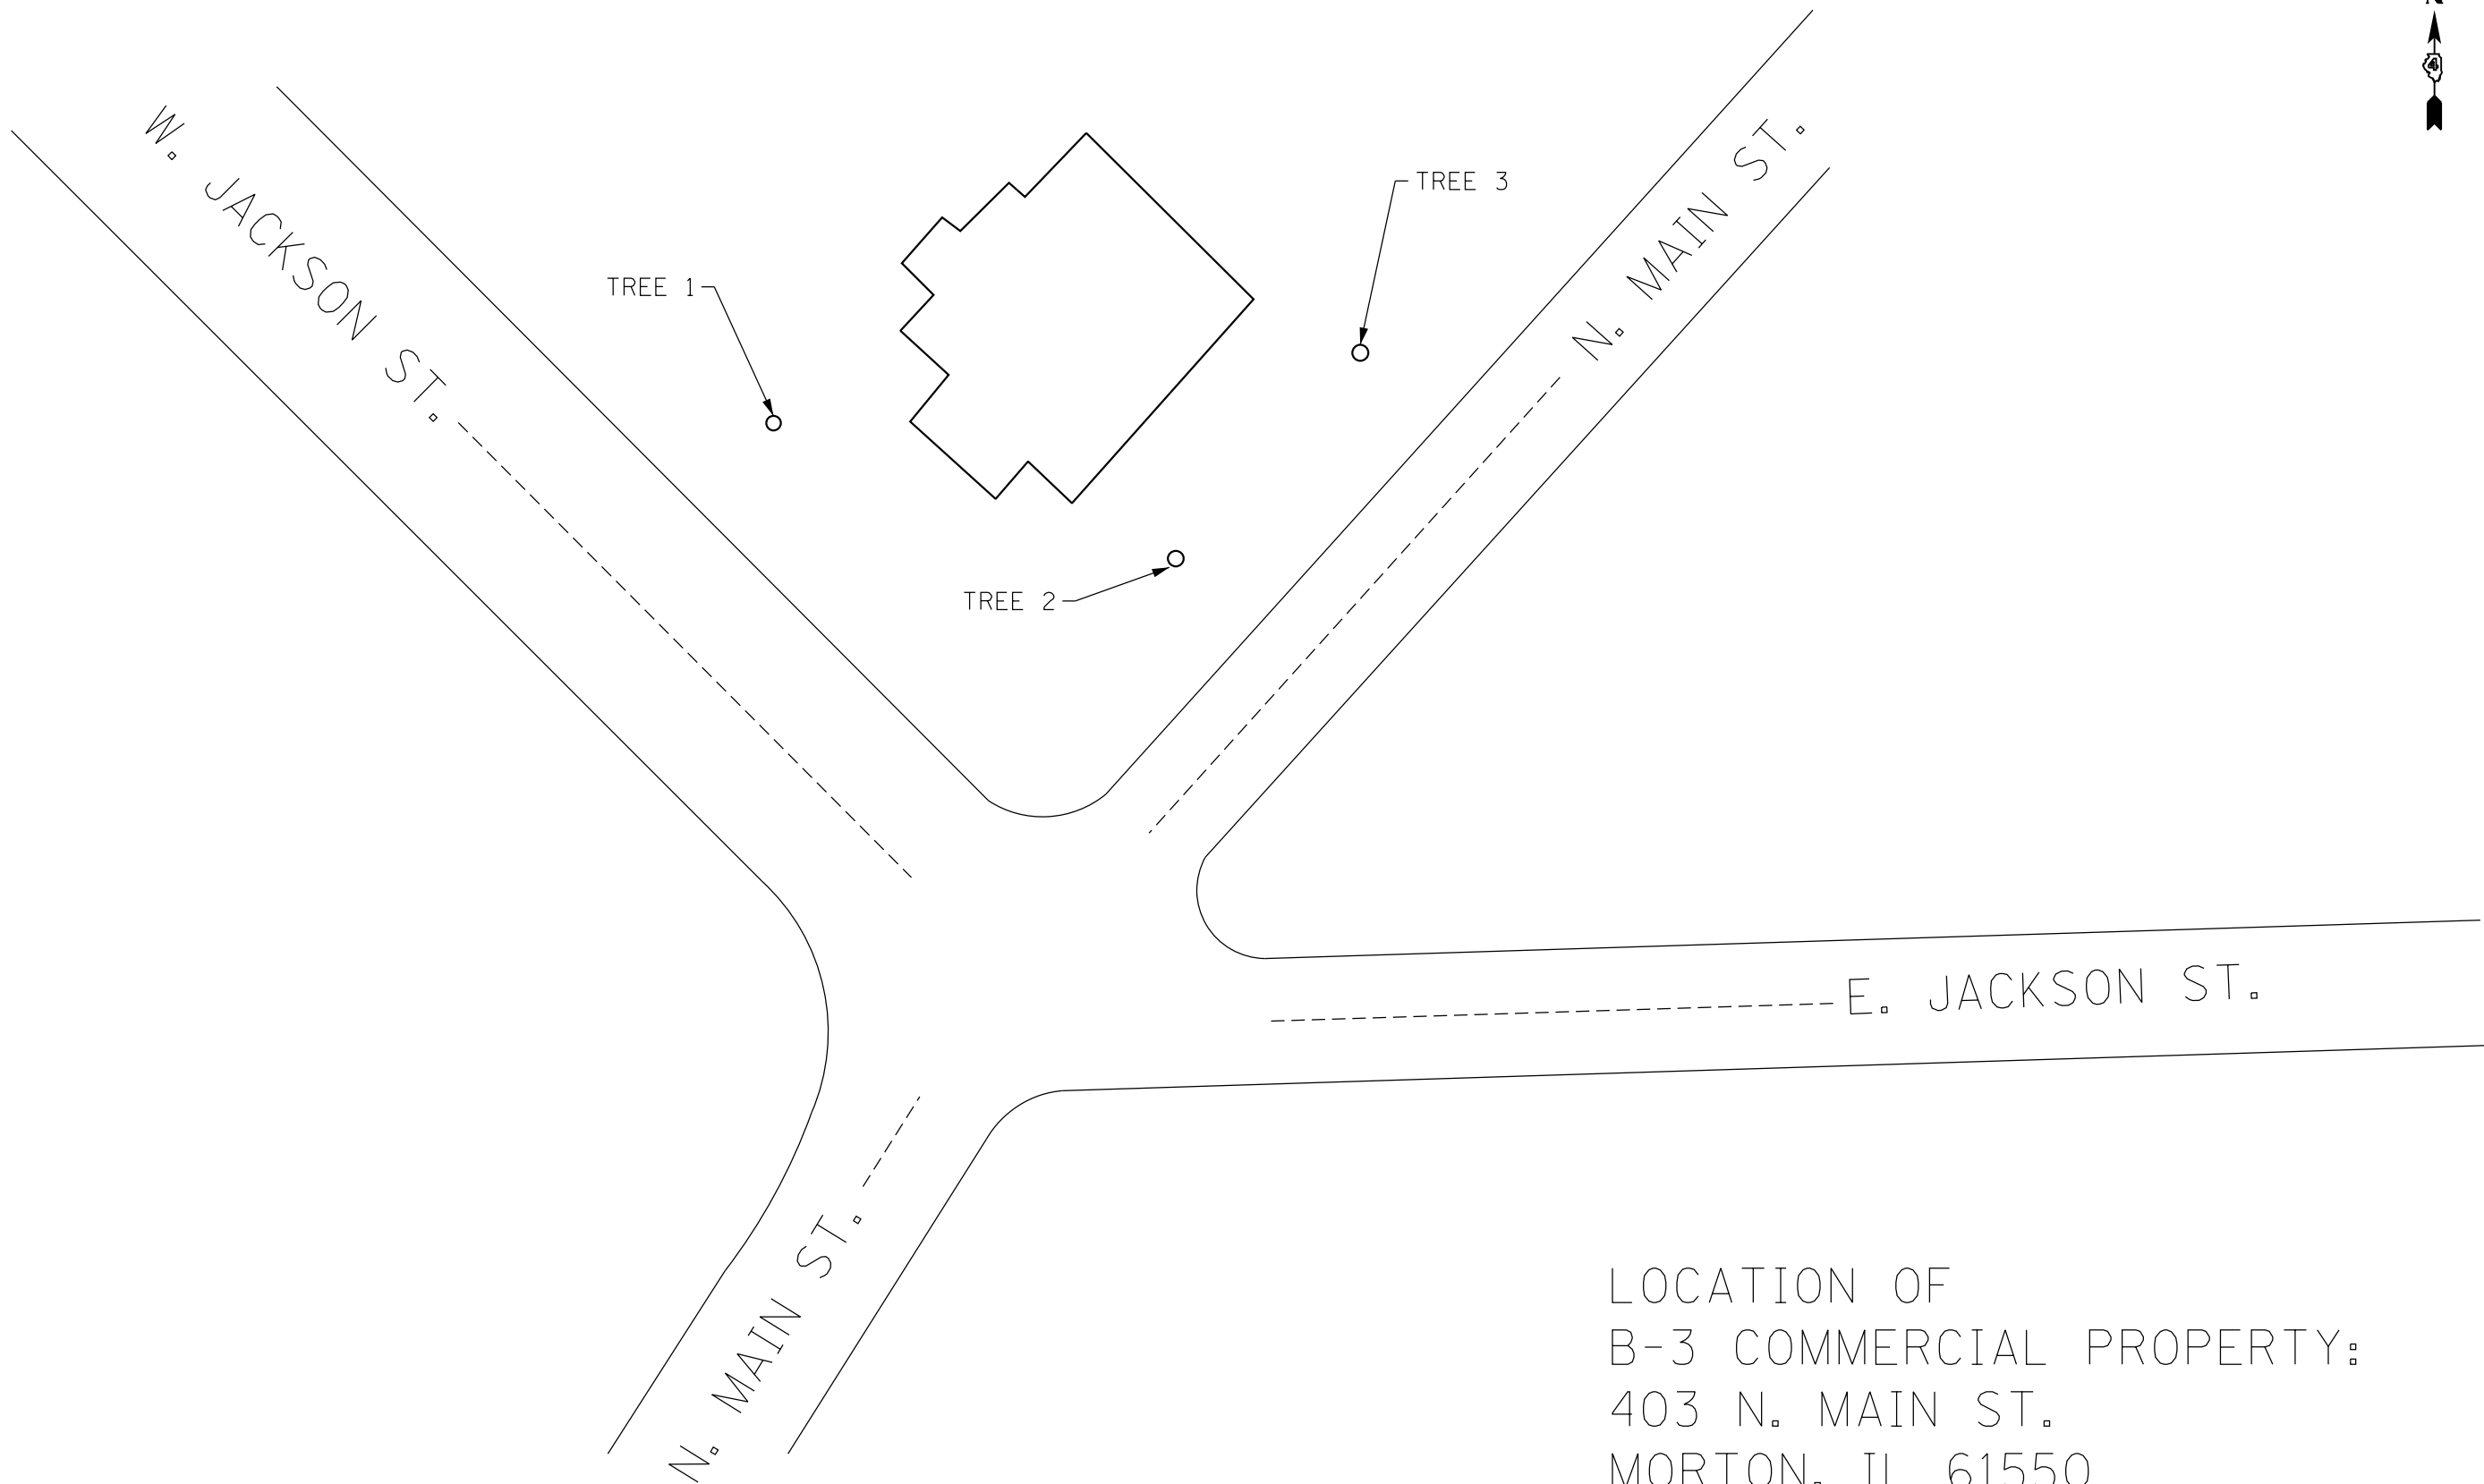 N
4
W. JACKSON ST.
N. MAIN ST.
TREE 3
TREE 1
TREE 2
E. JACKSON ST.
N. MAIN ST.
LOCATION OF
B-3 COMMERCIAL PROPERTY:
403 N. MAIN ST.
MORTON, IL 61550